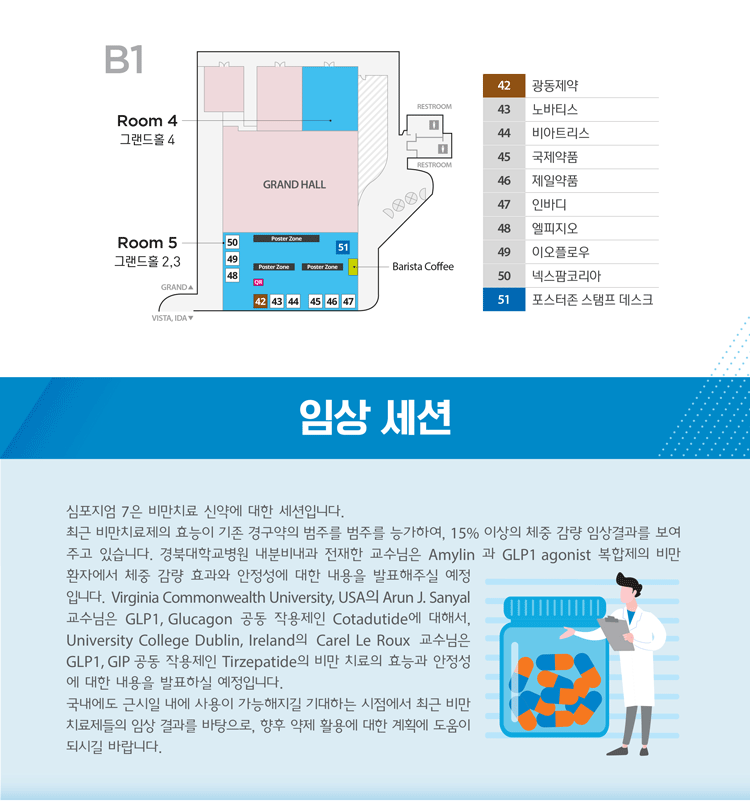 B1
Room 4
그랜드홀 4
RESTROOM
RESTROOM
GRAND HALL
Room 5
그랜드홀 2,3
50
49
48
Poster Zone
51
Poster Zone
Poster Zone
QR
Barista Coffee
42 43 44 45 46 47
GRAND▲
VISTA, IDA▼
42 광동제약
43 노바티스
44 비아트리스
45 국제약품
46 제일약품
47 인바디
48 엘피지오
49 이오플로우
50 넥스팜코리아
51 포스터존 스탬프 데스크
임상 세션
심포지엄 7은 비만치료 신약에 대한 세션입니다.
최근 비만치료제의 효능이 기존 경구약의 범주를 범주를 능가하여, 15% 이상의 체중 감량 임상결과를 보여
주고 있습니다. 경북대학교병원 내분비내과 전재한 교수님은 Amylin 과 GLP1 agonist 복합제의 비만
환자에서 체중 감량 효과와 안정성에 대한 내용을 발표해주실 예정
입니다. Virginia Commonwealth University, USA의 Arun J. Sanyal
교수님은 GLP1, Glucagon 공동 작용제인 Cotadutide에 대해서,
University College Dublin, Ireland의 Carel Le Roux 교수님은
GLP1, GIP 공동 작용제인 Tirzepatide의 비만 치료의 효능과 안정성
에 대한 내용을 발표하실 예정입니다.
국내에도 근시일 내에 사용이 가능해지길 기대하는 시점에서 최근 비만
치료제들의 임상 결과를 바탕으로, 향후 약제 활용에 대한 계획에 도움이
되시길 바랍니다.